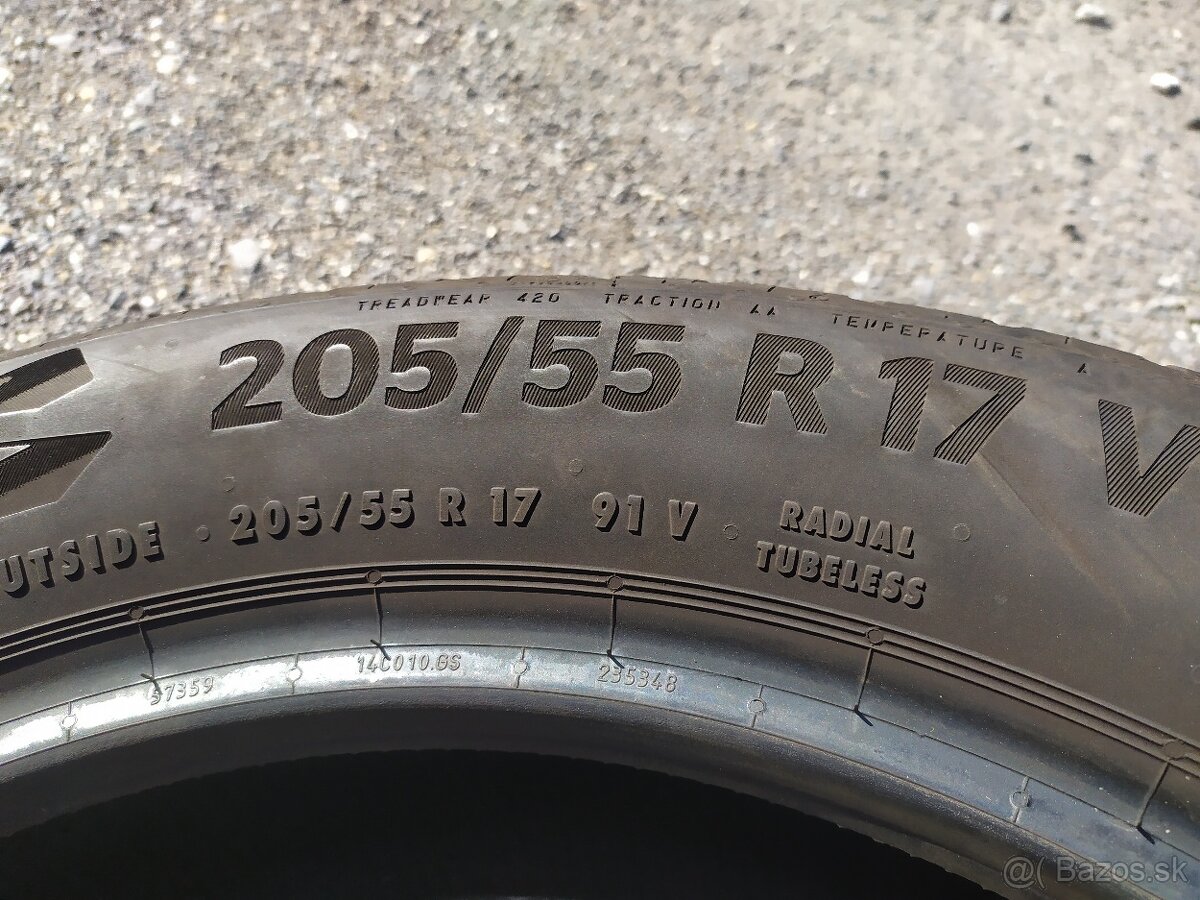 TREADWEAR 420 TRACTION AA TEMPERATURE A
205/55 R 17 V
UTSIDE 205/55 R 17 91 V RADIAL
TUBELESS
57359 14C010.GS 235348
@( Bazos.sk